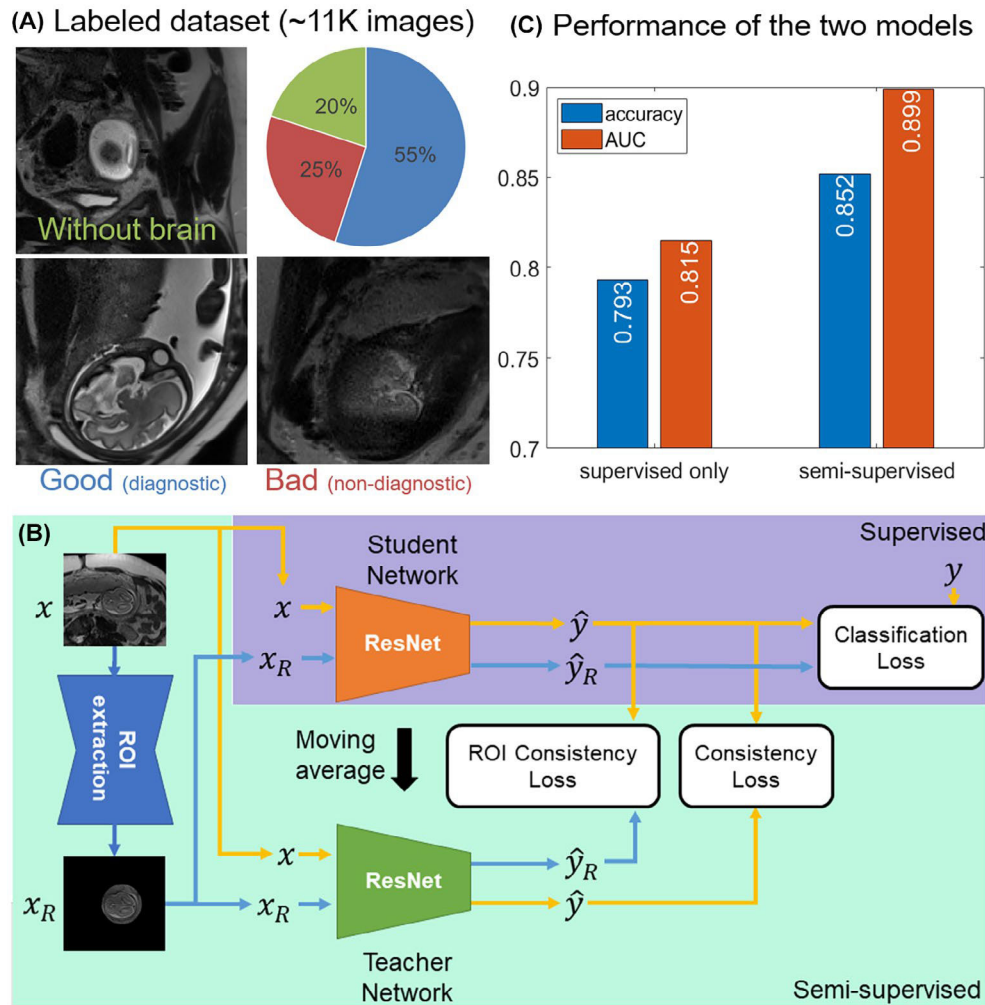 (A) Labeled dataset (~11K images)
Without brain
20%
25%
55%
Good (diagnostic)
Bad (non-diagnostic)
(C) Performance of the two models
0.9
0.85
0.8
0.75
0.7
accuracy
AUC
0.793
0.815
0.852
0.899
supervised only
semi-supervised
(B)
Supervised
Student
Network
x
x
ResNet
ŷ
y
Classification
Loss
x_R
ŷ_R
ROI
extraction
Moving
average
ROI Consistency
Loss
Consistency
Loss
x
ResNet
ŷ_R
x_R
x_R
ŷ
Teacher
Network
Semi-supervised